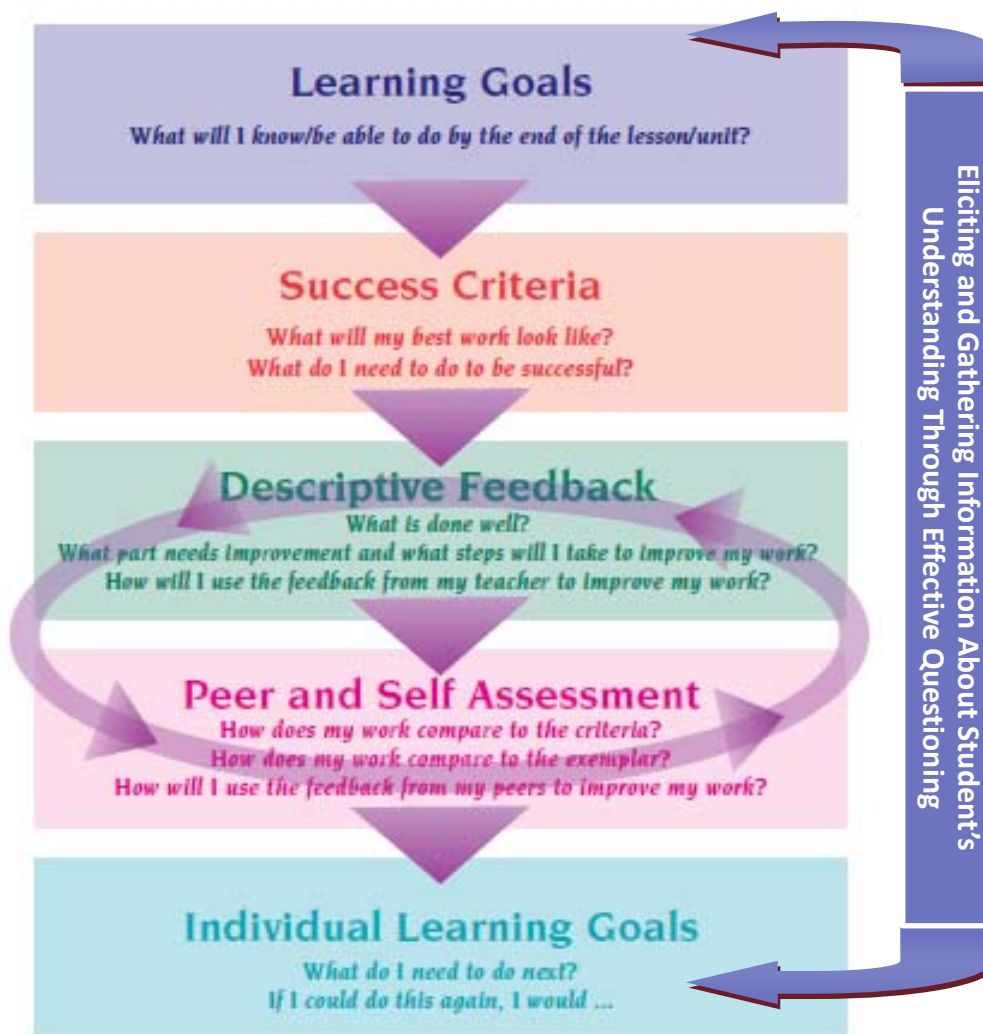 Learning Goals
What will I know/be able to do by the end of the lesson/unit?
Success Criteria
What will my best work look like?
What do I need to do to be successful?
Descriptive Feedback
What is done well?
What part needs improvement and what steps will I take to improve my work?
How will I use the feedback from my teacher to improve my work?
Peer and Self Assessment
How does my work compare to the criteria?
How does my work compare to the exemplar?
How will I use the feedback from my peers to improve my work?
Individual Learning Goals
What do I need to do next?
If I could do this again, I would ...
Eliciting and Gathering Information About Student's
Understanding Through Effective Questioning